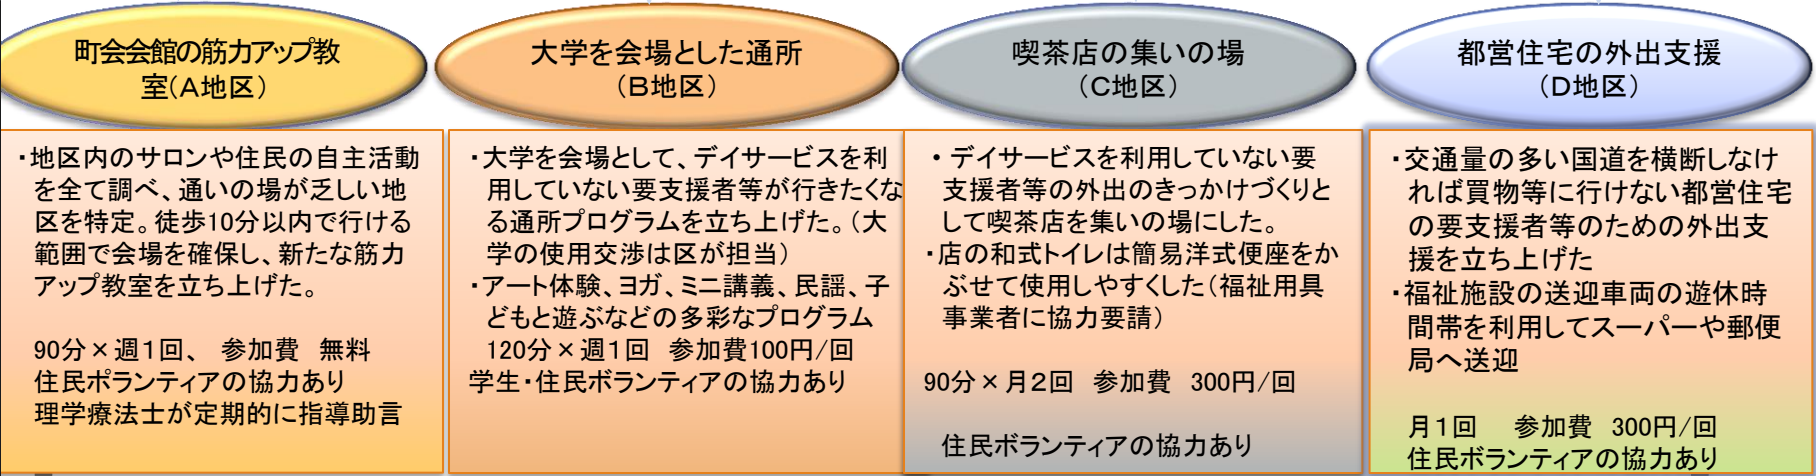 町会会館の筋力アップ教
室(A地区)
・地区内のサロンや住民の自主活動
を全て調べ、通いの場が乏しい地
区を特定。徒歩10分以内で行ける
範囲で会場を確保し、新たな筋力
アップ教室を立ち上げた。
90分×週1回、 参加費 無料
住民ボランティアの協力あり
理学療法士が定期的に指導助言
大学を会場とした通所
(B地区)
・大学を会場として、デイサービスを利
用していない要支援者等が行きたくな
る通所プログラムを立ち上げた。(大
学の使用交渉は区が担当)
・アート体験、ヨガ、ミニ講義、民謡、子
どもと遊ぶなどの多彩なプログラム
120分×週1回 参加費100円/回
学生・住民ボランティアの協力あり
喫茶店の集いの場
(C地区)
・デイサービスを利用していない要
支援者等の外出のきっかけづくりと
して喫茶店を集いの場にした。
・店の和式トイレは簡易洋式便座をか
ぶせて使用しやすくした(福祉用具
事業者に協力要請)
90分×月2回 参加費 300円/回
住民ボランティアの協力あり
都営住宅の外出支援
(D地区)
・交通量の多い国道を横断しなけ
れば買物等に行けない都営住宅
の要支援者等のための外出支
援を立ち上げた
・福祉施設の送迎車両の遊休時
間帯を利用してスーパーや郵便
局へ送迎
月1回 参加費 300円/回
住民ボランティアの協力あり